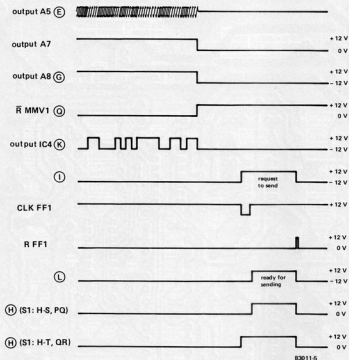 output A5 Ⓔ
output A7
+ 12 V
0 V
output A8 Ⓖ
+ 12 V
– 12 V
R̅ MMV1 Ⓠ
+ 12 V
0 V
output IC4 Ⓚ
+ 12 V
– 12 V
Ⓘ
request
to send
+ 12 V
– 12 V
CLK FF1
+ 12 V
R FF1
+ 12 V
0 V
Ⓛ
ready for
sending
+ 12 V
– 12 V
Ⓗ (S1: H-S, PQ)
+ 12 V
0 V
Ⓗ (S1: H-T, QR)
+ 12 V
0 V
83011-5